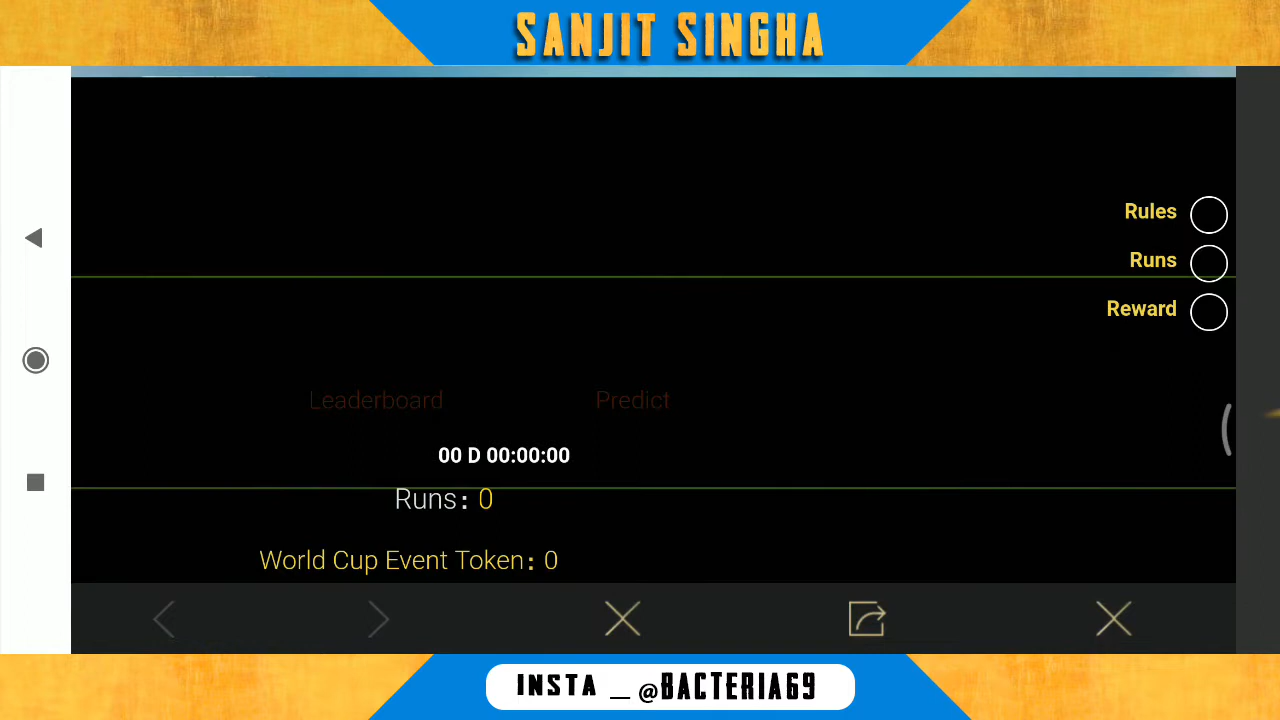 SANJIT SINGHA
Rules
Runs
Reward
Leaderboard
Predict
00 D 00:00:00
Runs: 0
World Cup Event Token: 0
INSTA _ @BACTERIA69